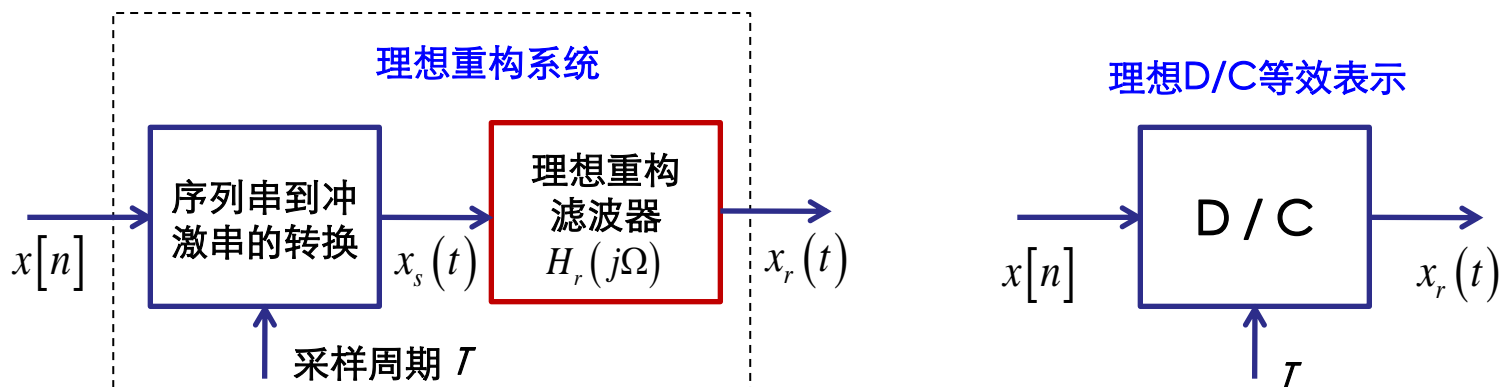 理想重构系统
序列串到冲
激串的转换
理想重构
滤波器
H_r(jΩ)
x[n]
x_s(t)
x_r(t)
采样周期 T
理想D/C等效表示
D / C
x[n]
x_r(t)
T